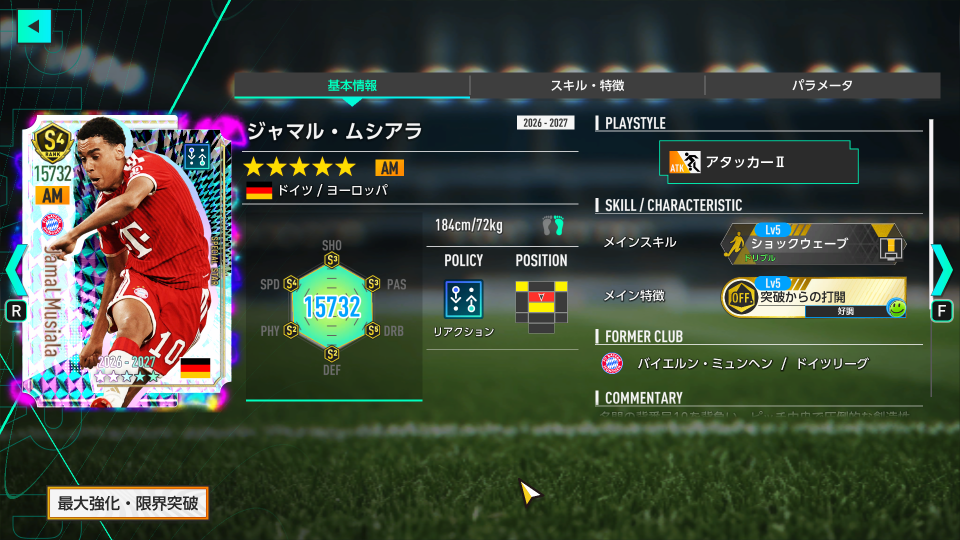 基本情報
スキル・特徴
パラメータ
S4
RANK
15732
AM
Jamal Musiala
10
2026 - 2027
ジャマル・ムシアラ
2026 - 2027
AM
ドイツ / ヨーロッパ
184cm/72kg
SHO
S3
SPD S4
S3 PAS
15732
PHY S2
S5 DRB
S2
DEF
POLICY
リアクション
POSITION
PLAYSTYLE
ATK アタッカーⅡ
SKILL / CHARACTERISTIC
メインスキル
Lv5
ショックウェーブ
ドリブル
メイン特徴
Lv5
OFF. 突破からの打開
好調
FORMER CLUB
バイエルン・ミュンヘン / ドイツリーグ
COMMENTARY
R
F
最大強化・限界突破